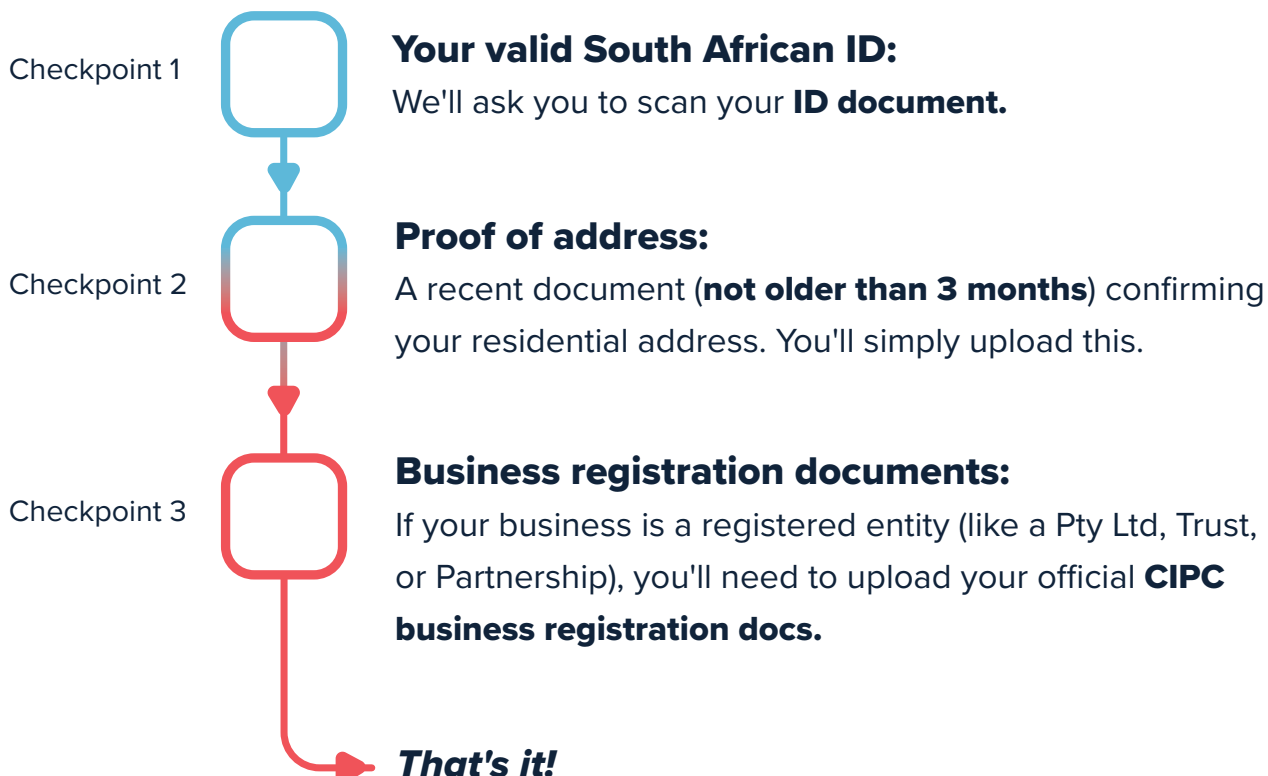 Checkpoint 1
Your valid South African ID:
We'll ask you to scan your ID document.
Checkpoint 2
Proof of address:
A recent document (not older than 3 months) confirming
your residential address. You'll simply upload this.
Checkpoint 3
Business registration documents:
If your business is a registered entity (like a Pty Ltd, Trust,
or Partnership), you'll need to upload your official CIPC
business registration docs.
That's it!